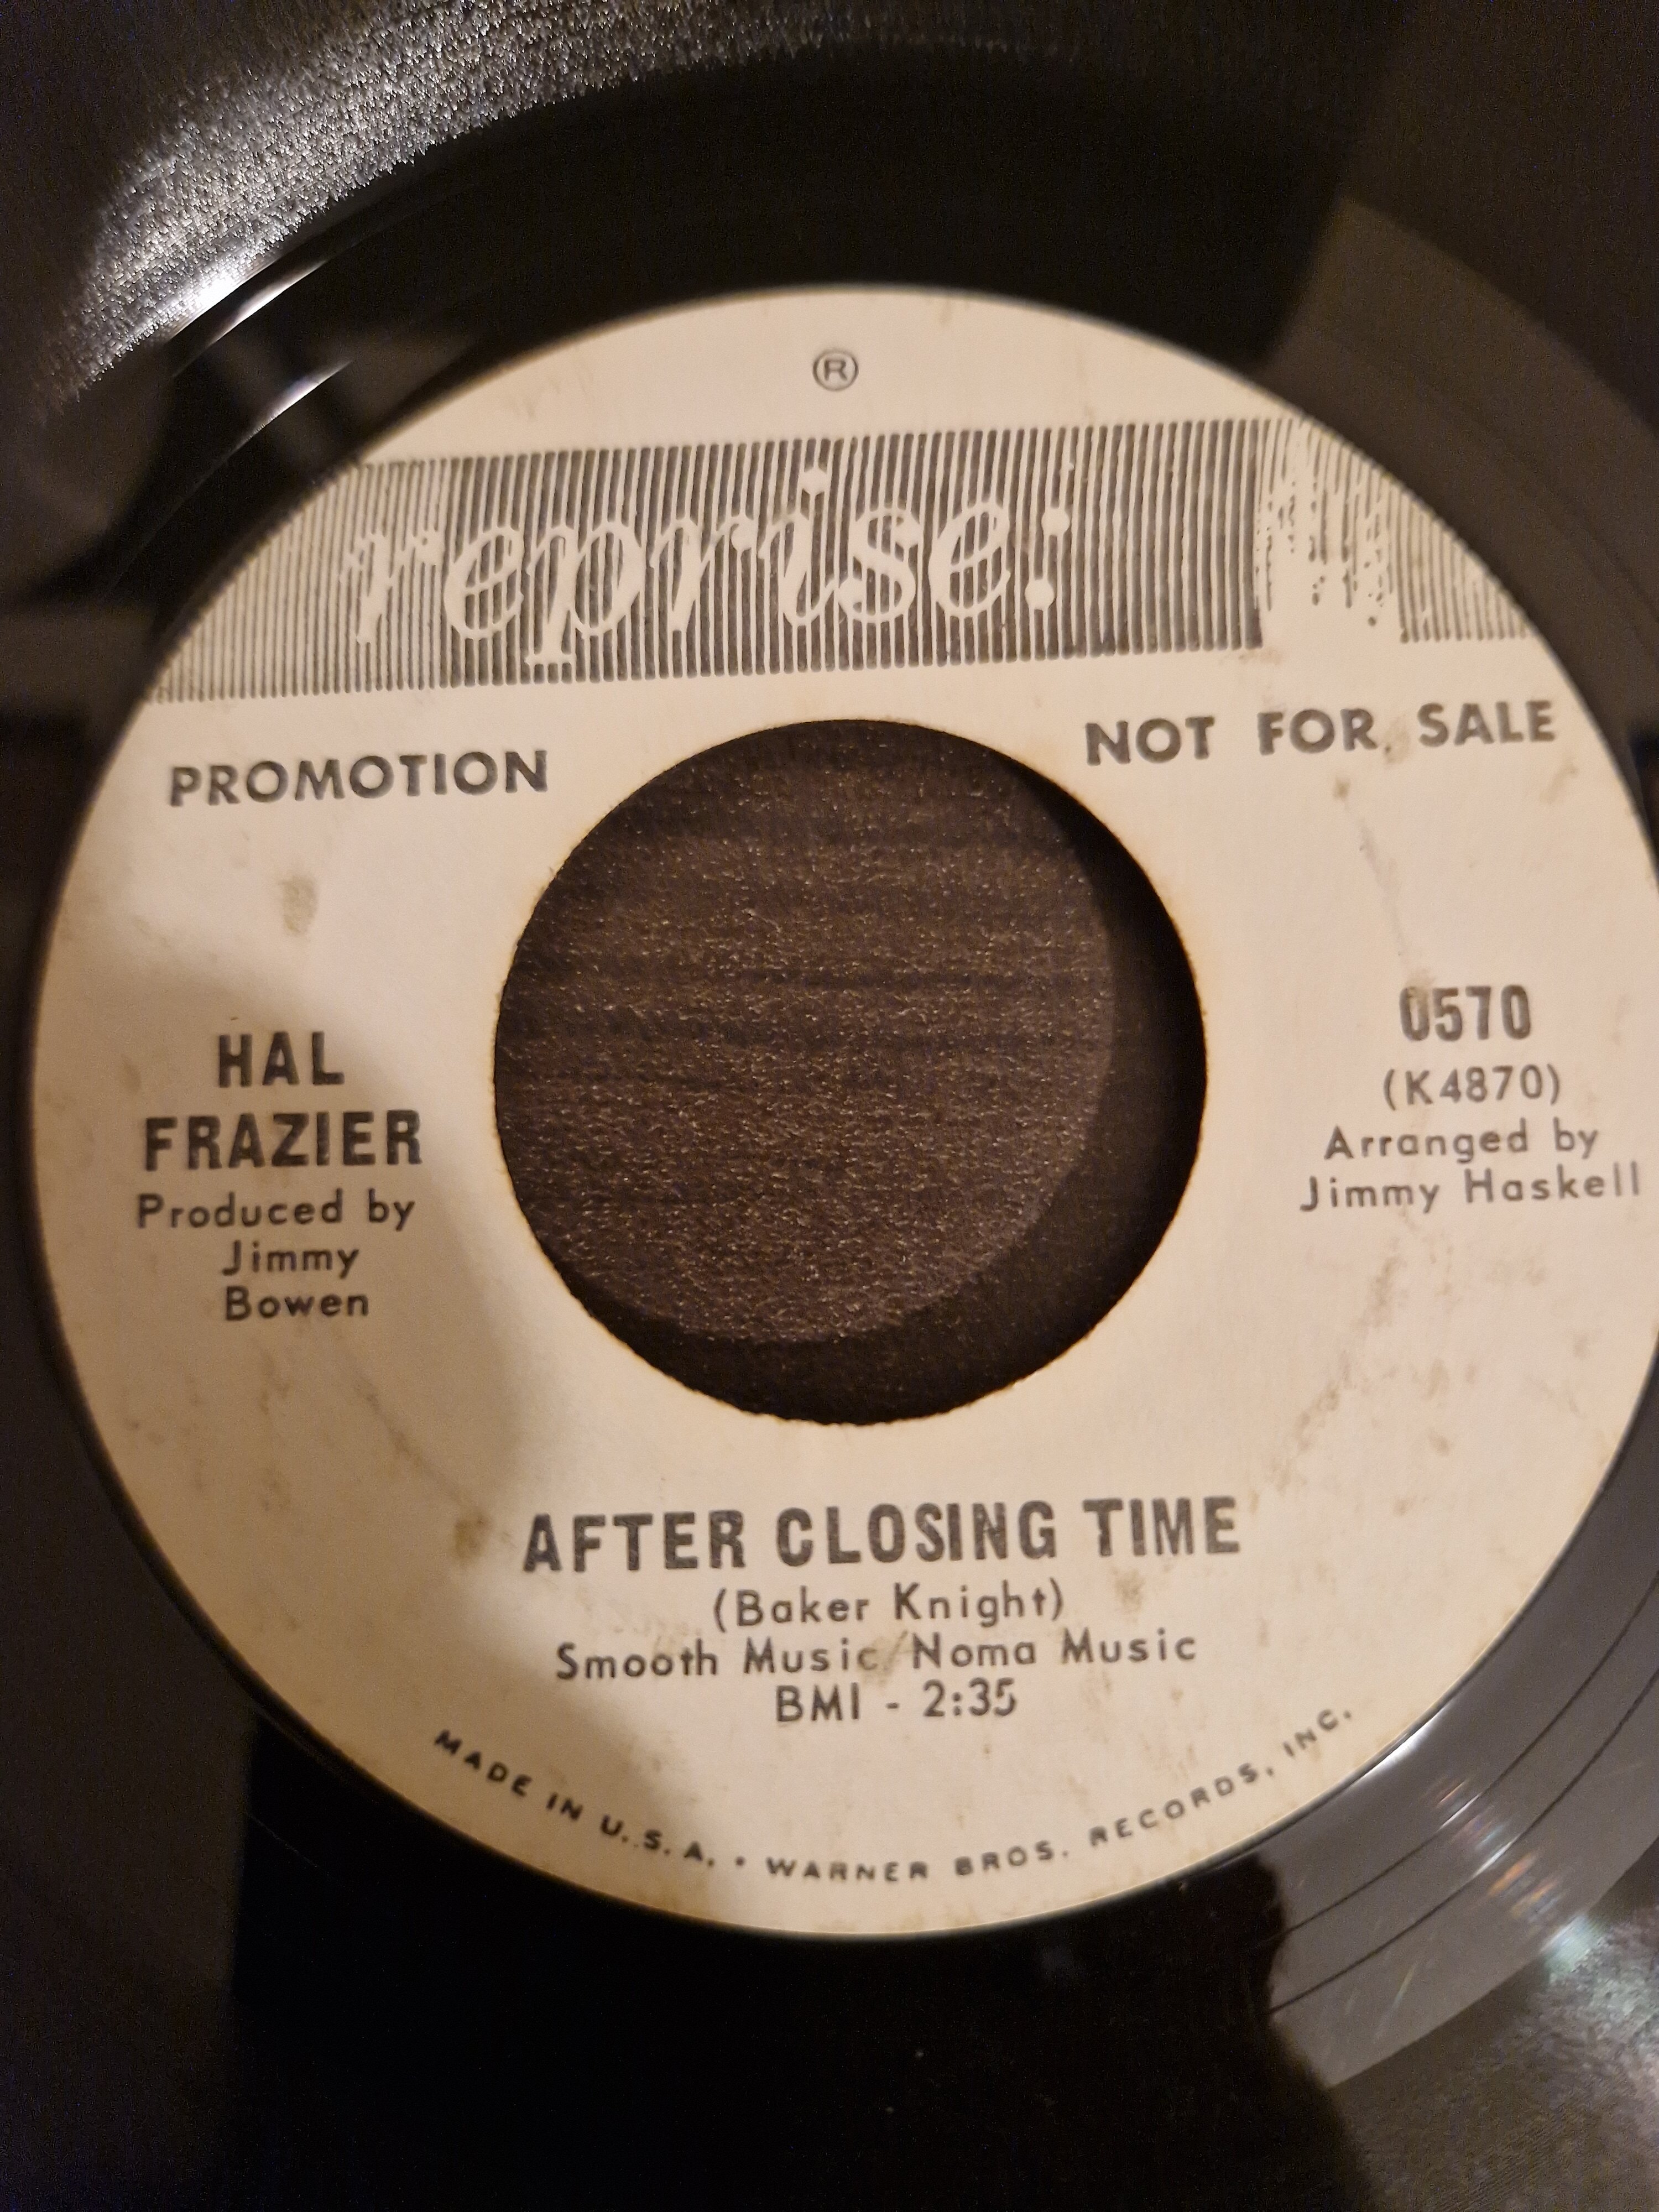 ®
reprise:
PROMOTION
NOT FOR SALE
HAL
FRAZIER
Produced by
Jimmy
Bowen
0570
(K4870)
Arranged by
Jimmy Haskell
AFTER CLOSING TIME
(Baker Knight)
Smooth Music/Noma Music
BMI - 2:35
MADE IN U.S.A. • WARNER BROS. RECORDS, INC.